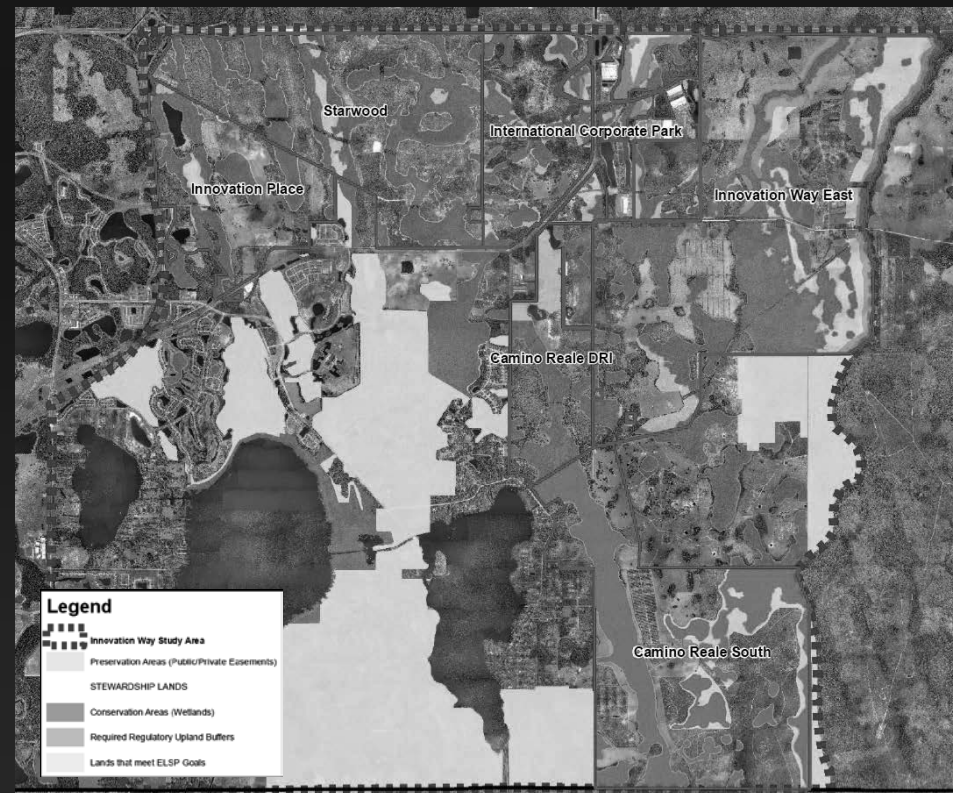 Starwood
International Corporate Park
Innovation Place
Innovation Way East
Camino Reale DRI
Camino Reale South
Legend
Innovation Way Study Area
Preservation Areas (Public/Private Easements)
STEWARDSHIP LANDS
Conservation Areas (Wetlands)
Required Regulatory Upland Buffers
Lands that meet ELSP Goals